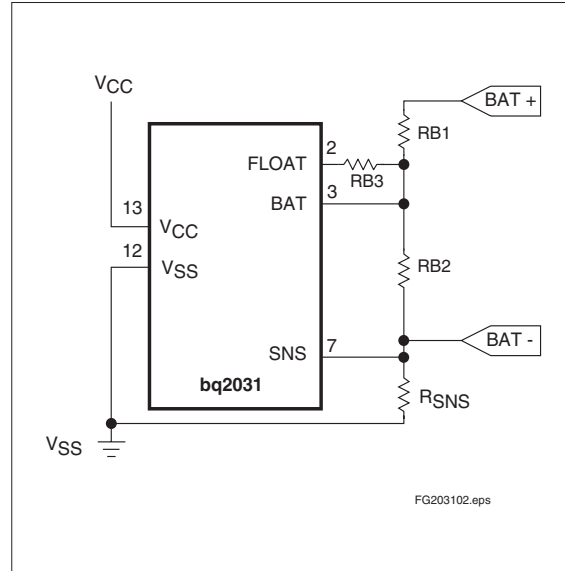 VCC
BAT +
2
RB1
FLOAT
RB3
BAT
3
13
VCC
12
VSS
RB2
BAT -
SNS
7
bq2031
RSNS
VSS
FG203102.eps